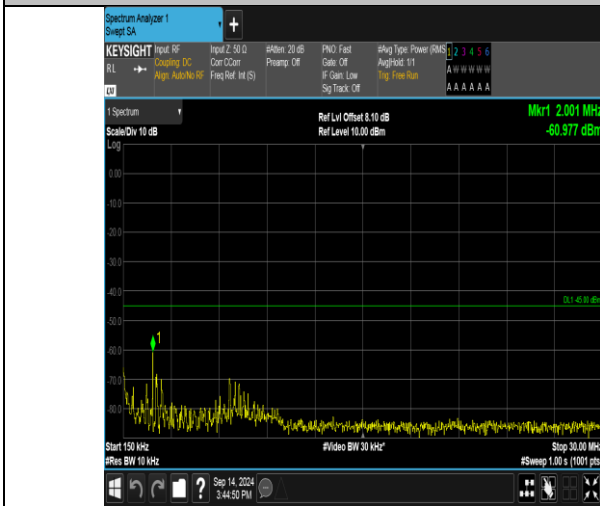 Spectrum Analyzer 1
Swept SA
+
KEYSIGHT Input: RF Input Z: 50 Ω #Atten: 20 dB PNO: Fast #Avg Type: Power (RMS 1 2 3 4 5 6
RL Coupling: DC Corr CCorr Preamp: Off Gate: Off Avg|Hold: 1/1 A W W W W W
Align: Auto/No RF Freq Ref: Int (S) IF Gain: Low Trig: Free Run
Sig Track: Off A A A A A A
1 Spectrum Ref Lvl Offset 8.10 dB Mkr1 2.001 MHz
Scale/Div 10 dB Ref Level 10.00 dBm -60.977 dBm
Log
0.00
-10.0
-20.0
-30.0
-40.0
DL1 -45.00 dBm
-50.0
1
-60.0
-70.0
-80.0
Start 150 kHz #Video BW 30 kHz* Stop 30.00 MHz
#Res BW 10 kHz #Sweep 1.00 s (1001 pts
? Sep 14, 2024
3:44:50 PM